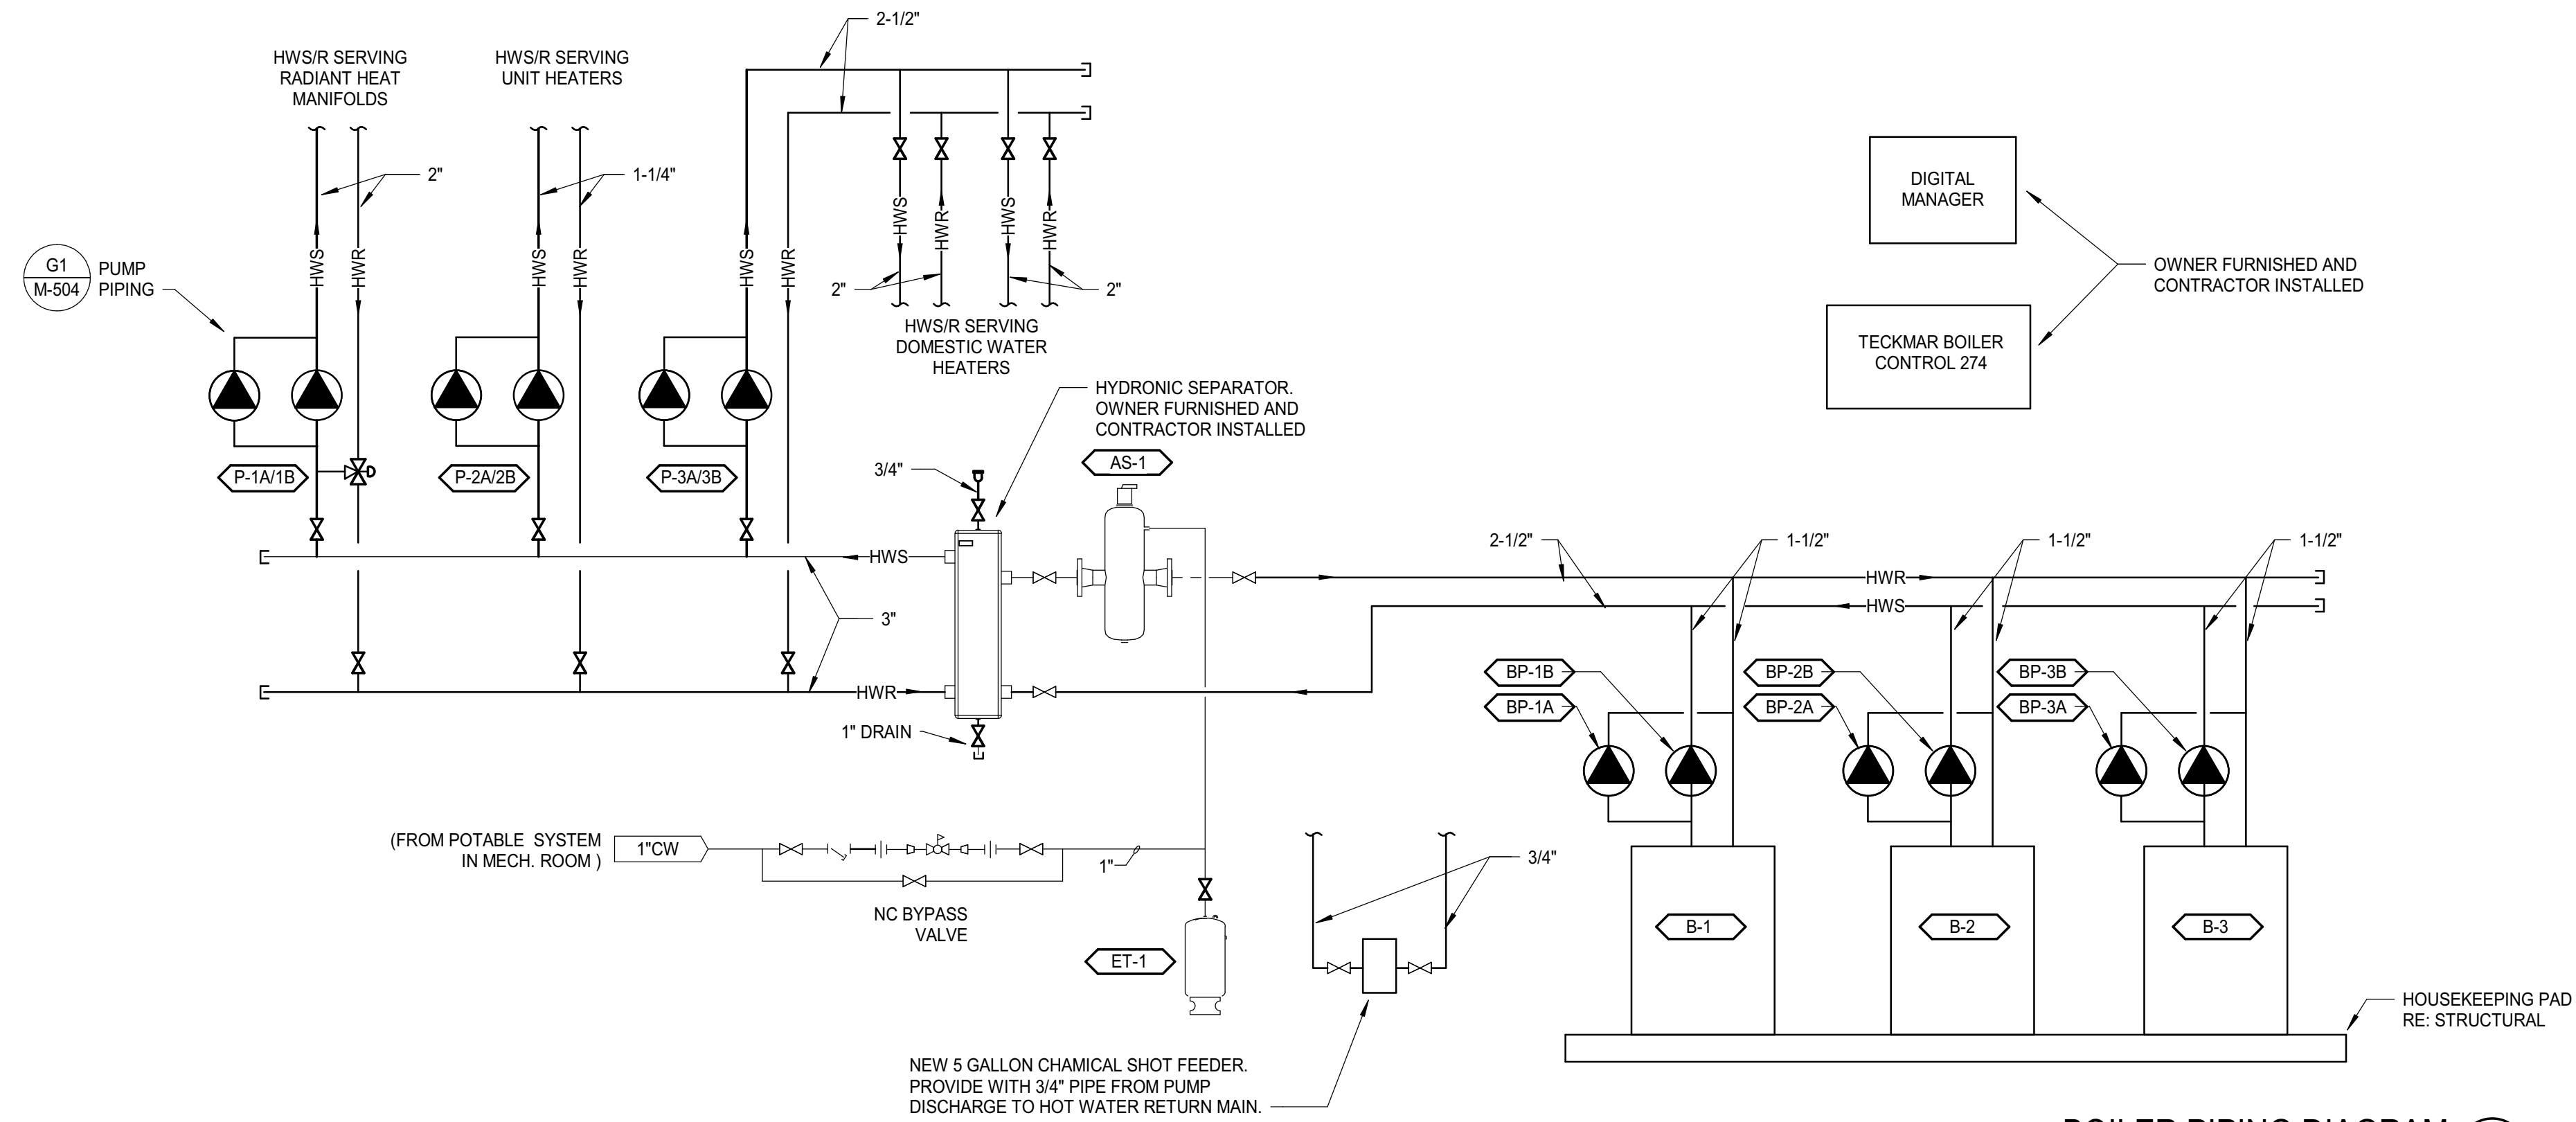 2-1/2"
HWS/R SERVING
RADIANT HEAT
MANIFOLDS
HWS/R SERVING
UNIT HEATERS
2"
1-1/4"
G1
M-504
PUMP
PIPING
HWS
HWR
HWS
HWR
HWS
HWR
HWS
HWR
HWS
HWR
2"
2"
HWS/R SERVING
DOMESTIC WATER
HEATERS
DIGITAL
MANAGER
OWNER FURNISHED AND
CONTRACTOR INSTALLED
TECKMAR BOILER
CONTROL 274
HYDRONIC SEPARATOR.
OWNER FURNISHED AND
CONTRACTOR INSTALLED
P-1A/1B
P-2A/2B
P-3A/3B
3/4"
AS-1
HWS
3"
HWR
1" DRAIN
2-1/2"
1-1/2"
1-1/2"
1-1/2"
HWR
HWS
BP-1B
BP-1A
BP-2B
BP-2A
BP-3B
BP-3A
(FROM POTABLE SYSTEM
IN MECH. ROOM )
1"CW
1"
NC BYPASS
VALVE
ET-1
3/4"
B-1
B-2
B-3
HOUSEKEEPING PAD
RE: STRUCTURAL
NEW 5 GALLON CHAMICAL SHOT FEEDER.
PROVIDE WITH 3/4" PIPE FROM PUMP
DISCHARGE TO HOT WATER RETURN MAIN.
BOILER PIPING DIAGRAM